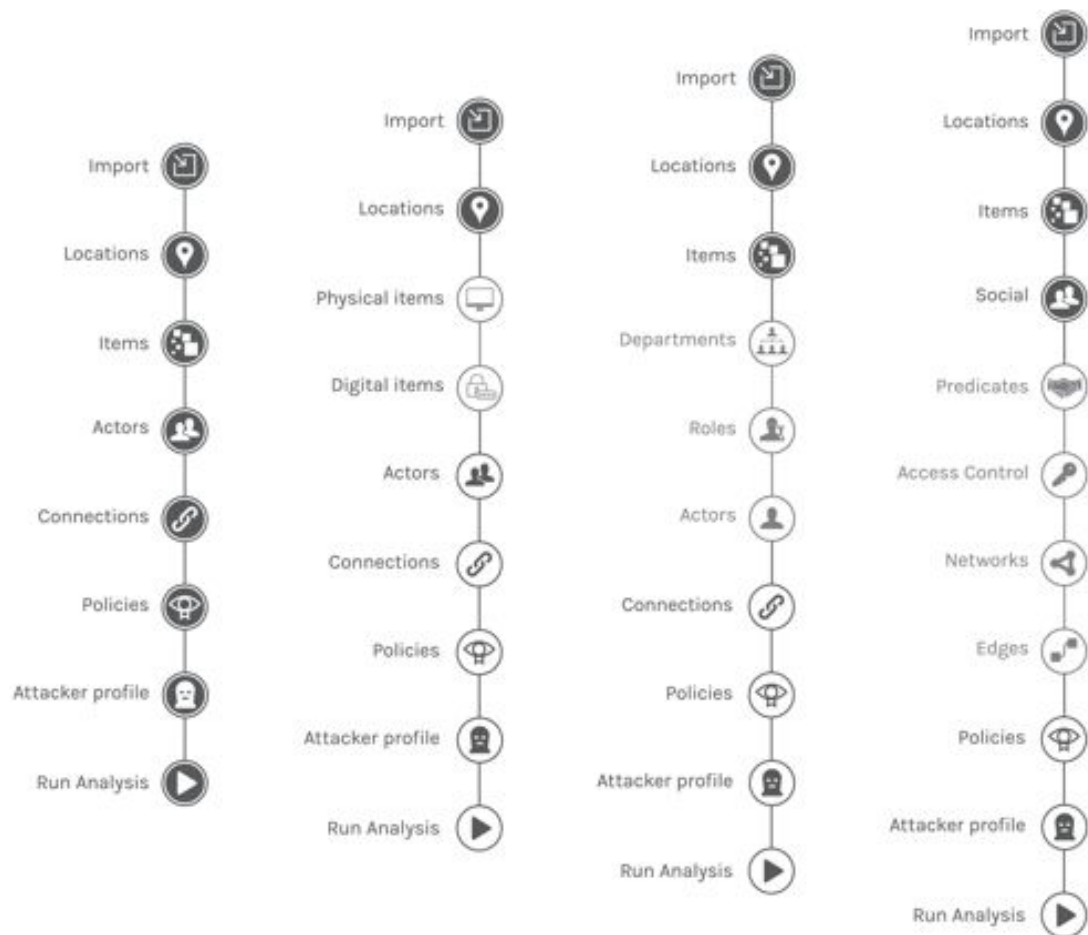 Import
Locations
Items
Actors
Connections
Policies
Attacker profile
Run Analysis
Import
Locations
Physical items
Digital items
Actors
Connections
Policies
Attacker profile
Run Analysis
Import
Locations
Items
Departments
Roles
Actors
Connections
Policies
Attacker profile
Run Analysis
Import
Locations
Items
Social
Predicates
Access Control
Networks
Edges
Policies
Attacker profile
Run Analysis